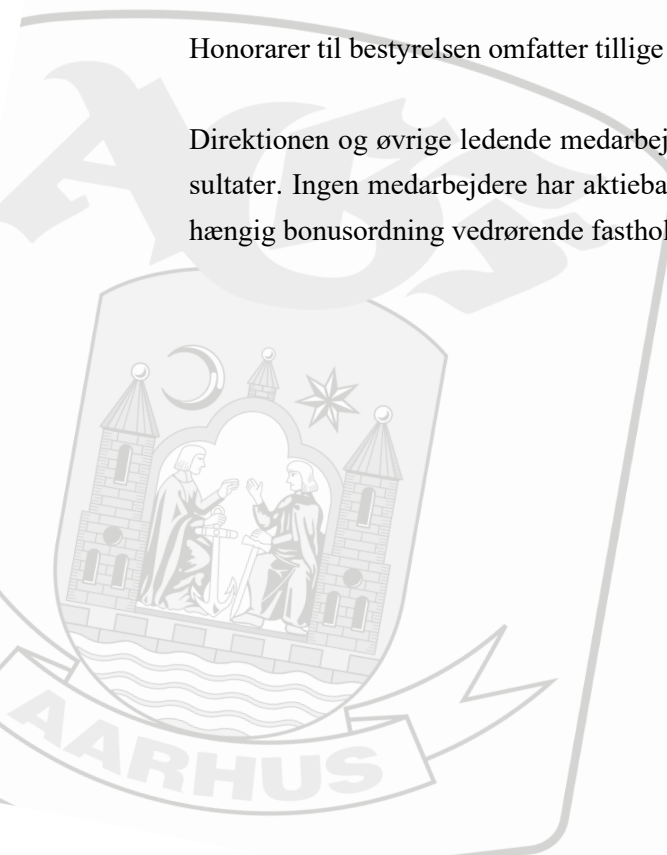 Honorarer til bestyrelsen omfatter tillige
Direktionen og øvrige ledende medarbej
sultater. Ingen medarbejdere har aktieba
hængig bonusordning vedrørende fasthol
AGF
AARHUS